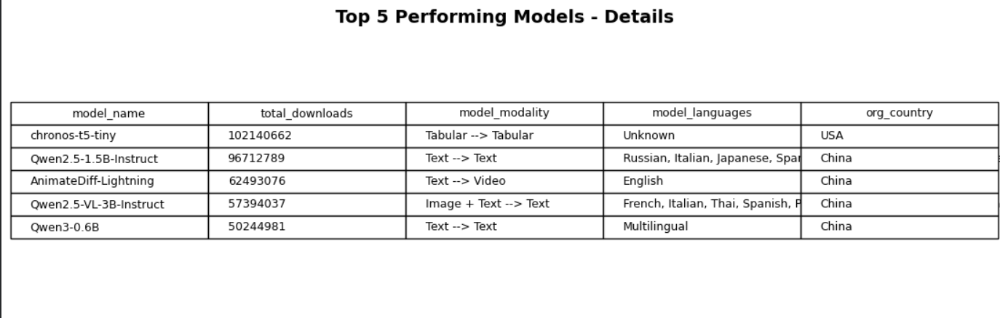 Top 5 Performing Models - Details
model_name total_downloads model_modality model_languages org_country
chronos-t5-tiny 102140662 Tabular --> Tabular Unknown USA
Qwen2.5-1.5B-Instruct 96712789 Text --> Text Russian, Italian, Japanese, China
AnimateDiff-Lightning 62493076 Text --> Video English China
Qwen2.5-VL-3B-Instruct 57394037 Image + Text --> Text French, Italian, Thai, Spanish, China
Qwen3-0.6B 50244981 Text --> Text Multilingual China